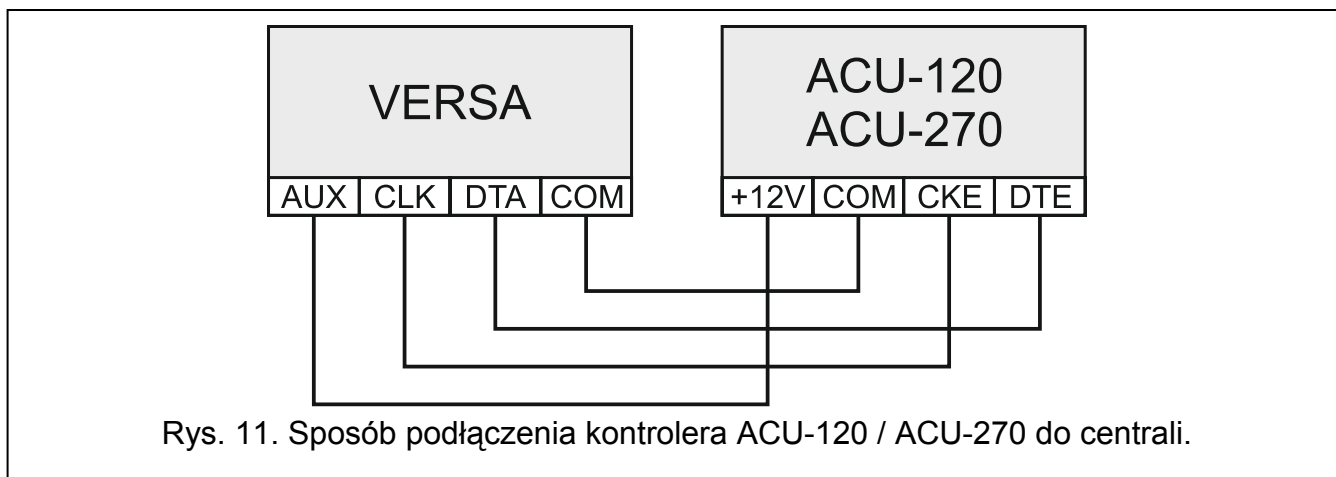 VERSA
ACU-120
ACU-270
AUX CLK DTA COM
+12V COM CKE DTE
Rys. 11. Sposób podłączenia kontrolera ACU-120 / ACU-270 do centrali.